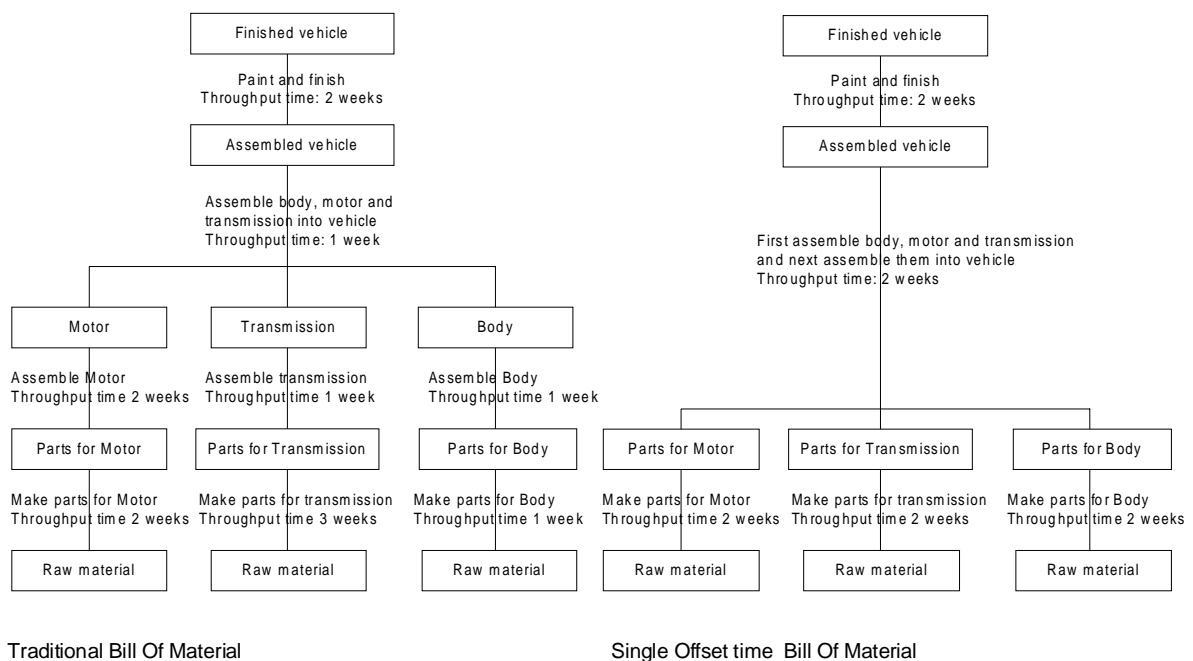 Finished vehicle
Paint and finish
Throughput time: 2 weeks
Assembled vehicle
Assemble body, motor and
transmission into vehicle
Throughput time: 1 week
Motor
Transmission
Body
Assemble Motor
Throughput time 2 weeks
Assemble transmission
Throughput time 1 week
Assemble Body
Throughput time 1 week
Parts for Motor
Parts for Transmission
Parts for Body
Make parts for Motor
Throughput time 2 weeks
Make parts for transmission
Throughput time 3 weeks
Make parts for Body
Throughput time 1 week
Raw material
Raw material
Raw material
Traditional Bill Of Material
Finished vehicle
Paint and finish
Throughput time: 2 weeks
Assembled vehicle
First assemble body, motor and transmission
and next assemble them into vehicle
Throughput time: 2 weeks
Parts for Motor
Parts for Transmission
Parts for Body
Make parts for Motor
Throughput time 2 weeks
Make parts for transmission
Throughput time 2 weeks
Make parts for Body
Throughput time 2 weeks
Raw material
Raw material
Raw material
Single Offset time Bill Of Material